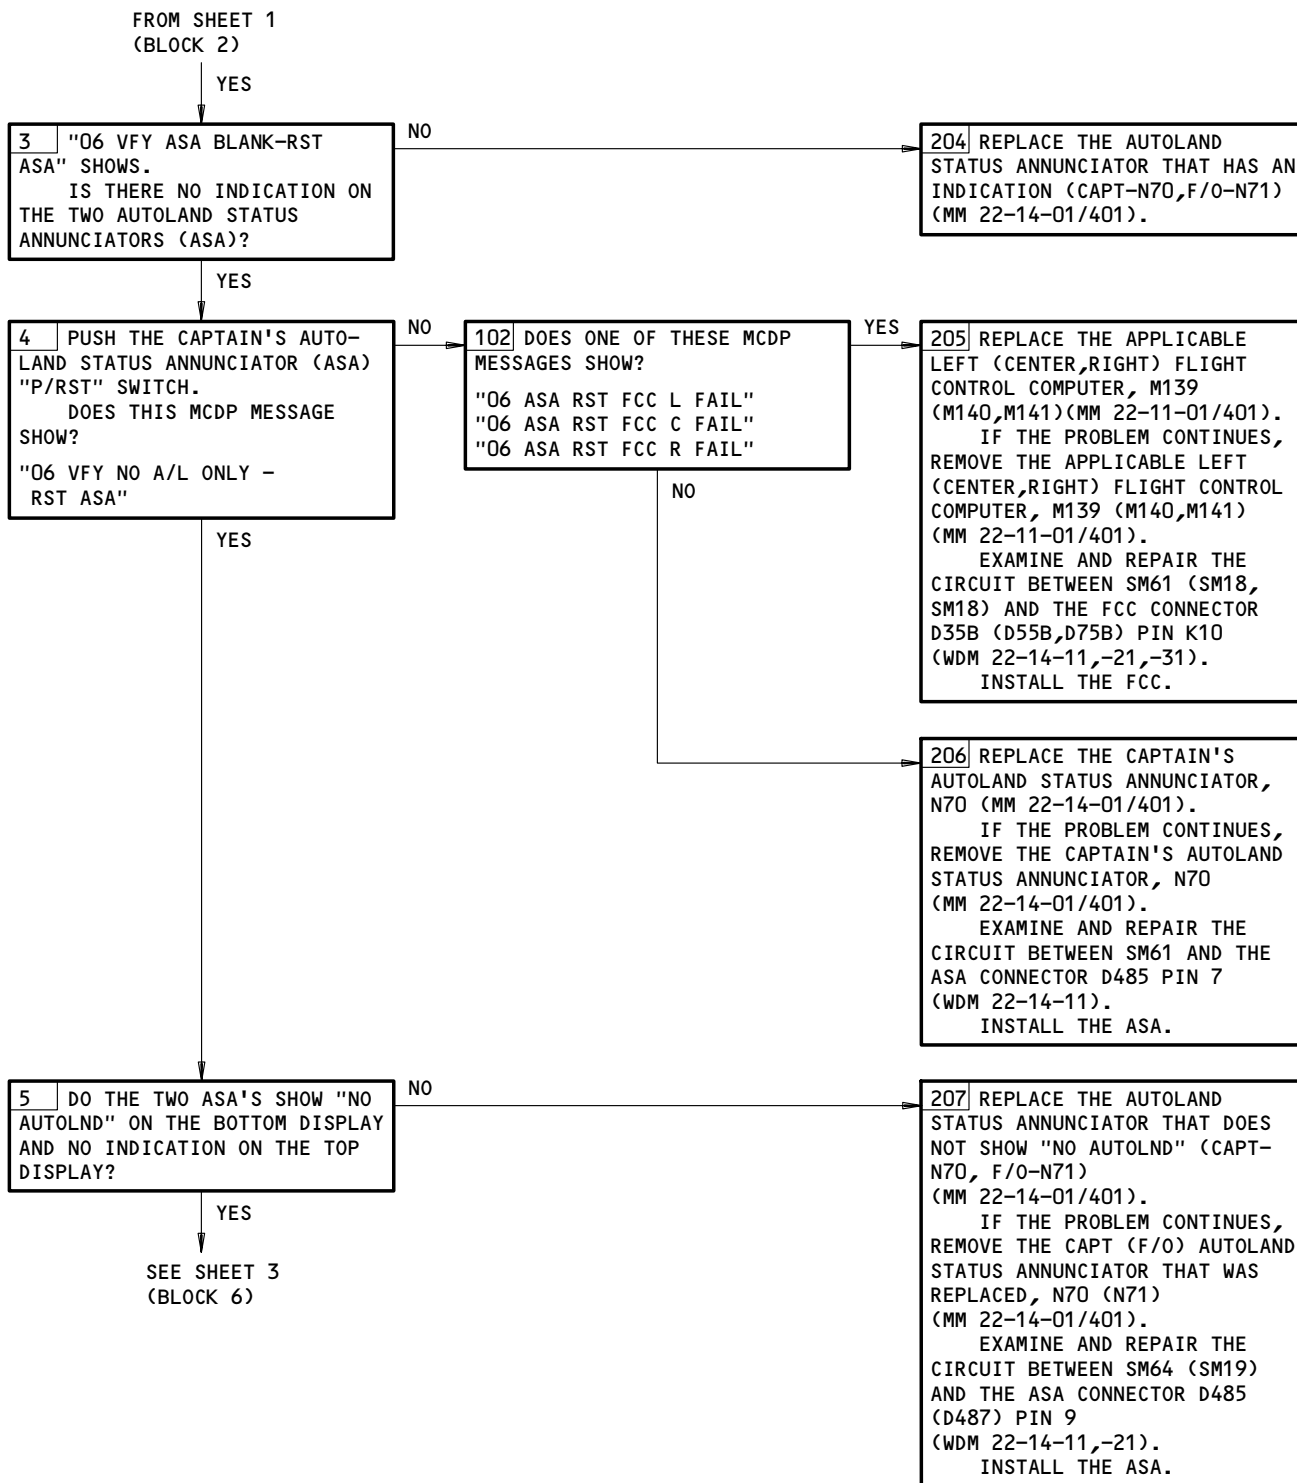 FROM SHEET 1
(BLOCK 2)
YES
3 "06 VFY ASA BLANK-RST
ASA" SHOWS.
IS THERE NO INDICATION ON
THE TWO AUTOLAND STATUS
ANNUNCIATORS (ASA)?
NO
204 REPLACE THE AUTOLAND
STATUS ANNUNCIATOR THAT HAS AN
INDICATION (CAPT-N70,F/O-N71)
(MM 22-14-01/401).
YES
4 PUSH THE CAPTAIN'S AUTO-
LAND STATUS ANNUNCIATOR (ASA)
"P/RST" SWITCH.
DOES THIS MCDP MESSAGE
SHOW?
"06 VFY NO A/L ONLY -
RST ASA"
NO
102 DOES ONE OF THESE MCDP
MESSAGES SHOW?
"06 ASA RST FCC L FAIL"
"06 ASA RST FCC C FAIL"
"06 ASA RST FCC R FAIL"
YES
205 REPLACE THE APPLICABLE
LEFT (CENTER,RIGHT) FLIGHT
CONTROL COMPUTER, M139
(M140,M141)(MM 22-11-01/401).
IF THE PROBLEM CONTINUES,
REMOVE THE APPLICABLE LEFT
(CENTER,RIGHT) FLIGHT CONTROL
COMPUTER, M139 (M140,M141)
(MM 22-11-01/401).
EXAMINE AND REPAIR THE
CIRCUIT BETWEEN SM61 (SM18,
SM18) AND THE FCC CONNECTOR
D35B (D55B,D75B) PIN K10
(WDM 22-14-11,-21,-31).
INSTALL THE FCC.
NO
206 REPLACE THE CAPTAIN'S
AUTOLAND STATUS ANNUNCIATOR,
N70 (MM 22-14-01/401).
IF THE PROBLEM CONTINUES,
REMOVE THE CAPTAIN'S AUTOLAND
STATUS ANNUNCIATOR, N70
(MM 22-14-01/401).
EXAMINE AND REPAIR THE
CIRCUIT BETWEEN SM61 AND THE
ASA CONNECTOR D485 PIN 7
(WDM 22-14-11).
INSTALL THE ASA.
YES
5 DO THE TWO ASA'S SHOW "NO
AUTOLND" ON THE BOTTOM DISPLAY
AND NO INDICATION ON THE TOP
DISPLAY?
NO
207 REPLACE THE AUTOLAND
STATUS ANNUNCIATOR THAT DOES
NOT SHOW "NO AUTOLND" (CAPT-
N70, F/O-N71)
(MM 22-14-01/401).
IF THE PROBLEM CONTINUES,
REMOVE THE CAPT (F/O) AUTOLAND
STATUS ANNUNCIATOR THAT WAS
REPLACED, N70 (N71)
(MM 22-14-01/401).
EXAMINE AND REPAIR THE
CIRCUIT BETWEEN SM64 (SM19)
AND THE ASA CONNECTOR D485
(D487) PIN 9
(WDM 22-14-11,-21).
INSTALL THE ASA.
YES
SEE SHEET 3
(BLOCK 6)